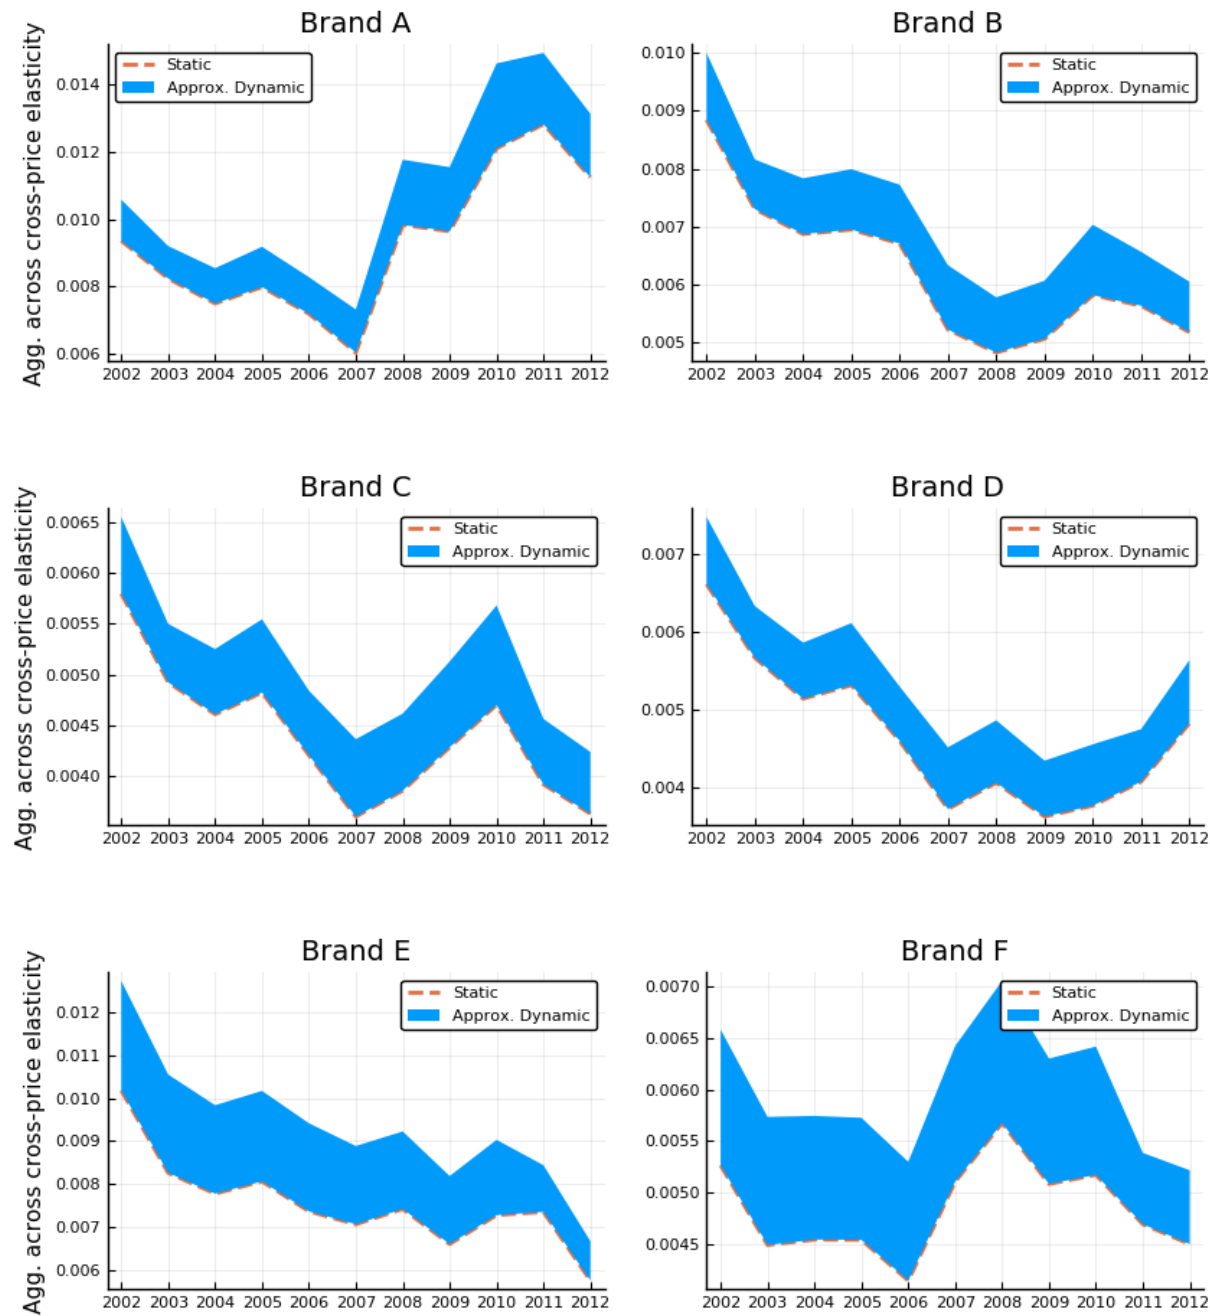 Brand A
Agg. across cross-price elasticity
Static
Approx. Dynamic
0.014
0.012
0.010
0.008
0.006
2002 2003 2004 2005 2006 2007 2008 2009 2010 2011 2012
Brand B
Static
Approx. Dynamic
0.010
0.009
0.008
0.007
0.006
0.005
2002 2003 2004 2005 2006 2007 2008 2009 2010 2011 2012
Brand C
Agg. across cross-price elasticity
Static
Approx. Dynamic
0.0065
0.0060
0.0055
0.0050
0.0045
0.0040
2002 2003 2004 2005 2006 2007 2008 2009 2010 2011 2012
Brand D
Static
Approx. Dynamic
0.007
0.006
0.005
0.004
2002 2003 2004 2005 2006 2007 2008 2009 2010 2011 2012
Brand E
Agg. across cross-price elasticity
Static
Approx. Dynamic
0.012
0.011
0.010
0.009
0.008
0.007
0.006
2002 2003 2004 2005 2006 2007 2008 2009 2010 2011 2012
Brand F
Static
Approx. Dynamic
0.0070
0.0065
0.0060
0.0055
0.0050
0.0045
2002 2003 2004 2005 2006 2007 2008 2009 2010 2011 2012